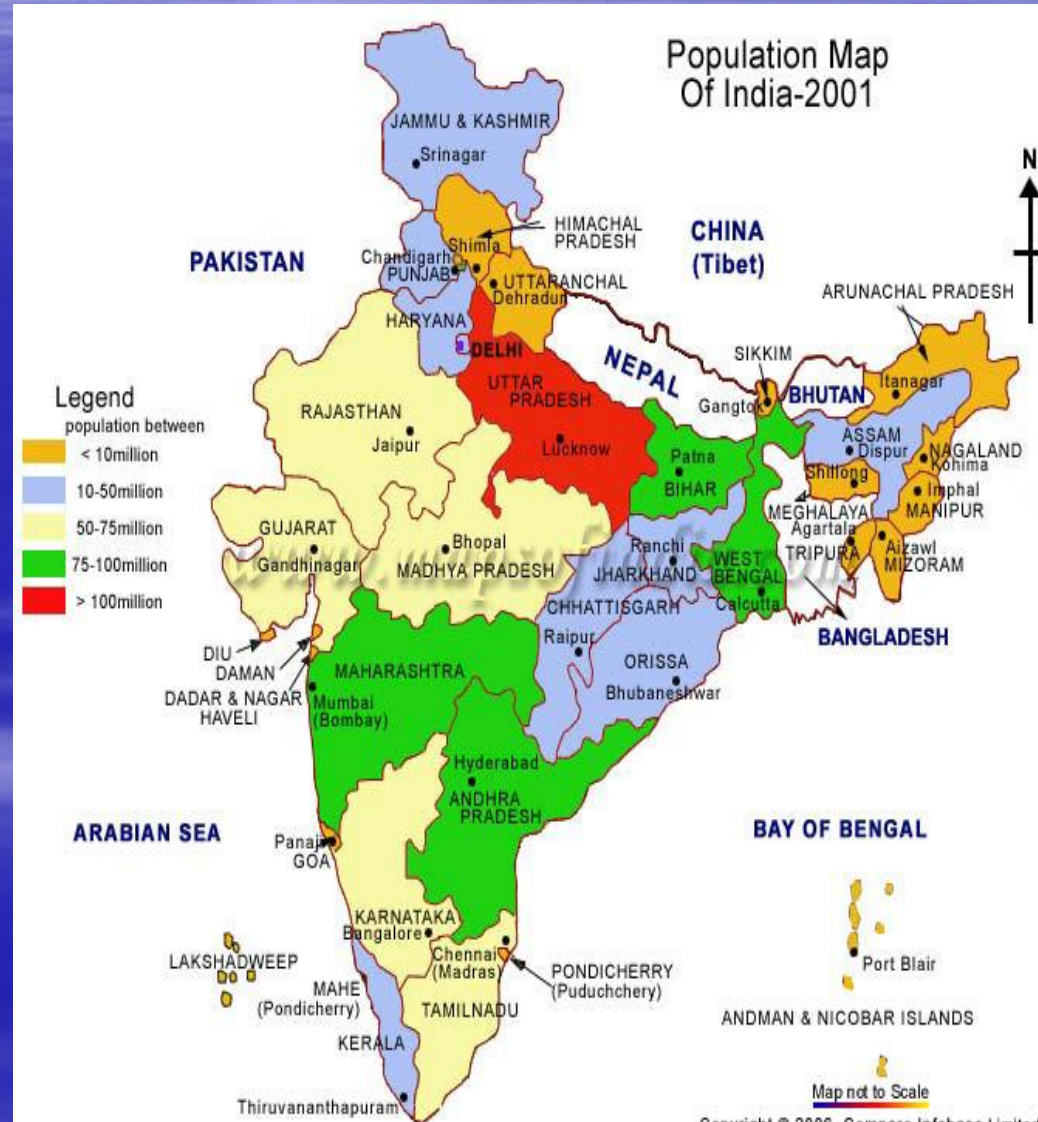 Population Map
Of India-2001
N
JAMMU & KASHMIR
Srinagar
HIMACHAL
PRADESH
CHINA
(Tibet)
PAKISTAN
Chandigarh
Shimla
PUNJAB
UTTARANCHAL
Dehradun
ARUNACHAL PRADESH
HARYANA
DELHI
NEPAL
SIKKIM
BHUTAN
Itanagar
Gangtok
UTTAR
PRADESH
Lucknow
RAJASTHAN
Jaipur
Legend
population between
< 10million
10-50million
50-75million
75-100million
> 100million
Patna
BIHAR
ASSAM
Dispur
NAGALAND
Kohima
Shillong
Imphal
MANIPUR
MEGHALAYA
Agartala
TRIPURA
Aizawl
MIZORAM
GUJARAT
Gandhinagar
Bhopal
MADHYA PRADESH
Ranchi
JHARKHAND
WEST
BENGAL
Calcutta
CHHATTISGARH
Raipur
BANGLADESH
ORISSA
Bhubaneshwar
DIU
DAMAN
DADAR & NAGAR
HAVELI
MAHARASHTRA
Mumbai
(Bombay)
Hyderabad
ANDHRA
PRADESH
ARABIAN SEA
BAY OF BENGAL
Panaji
GOA
KARNATAKA
Bangalore
Chennai
(Madras)
PONDICHERRY
(Puduchchery)
LAKSHADWEEP
MAHE
(Pondicherry)
TAMILNADU
KERALA
Thiruvananthapuram
Port Blair
ANDMAN & NICOBAR ISLANDS
Map not to Scale